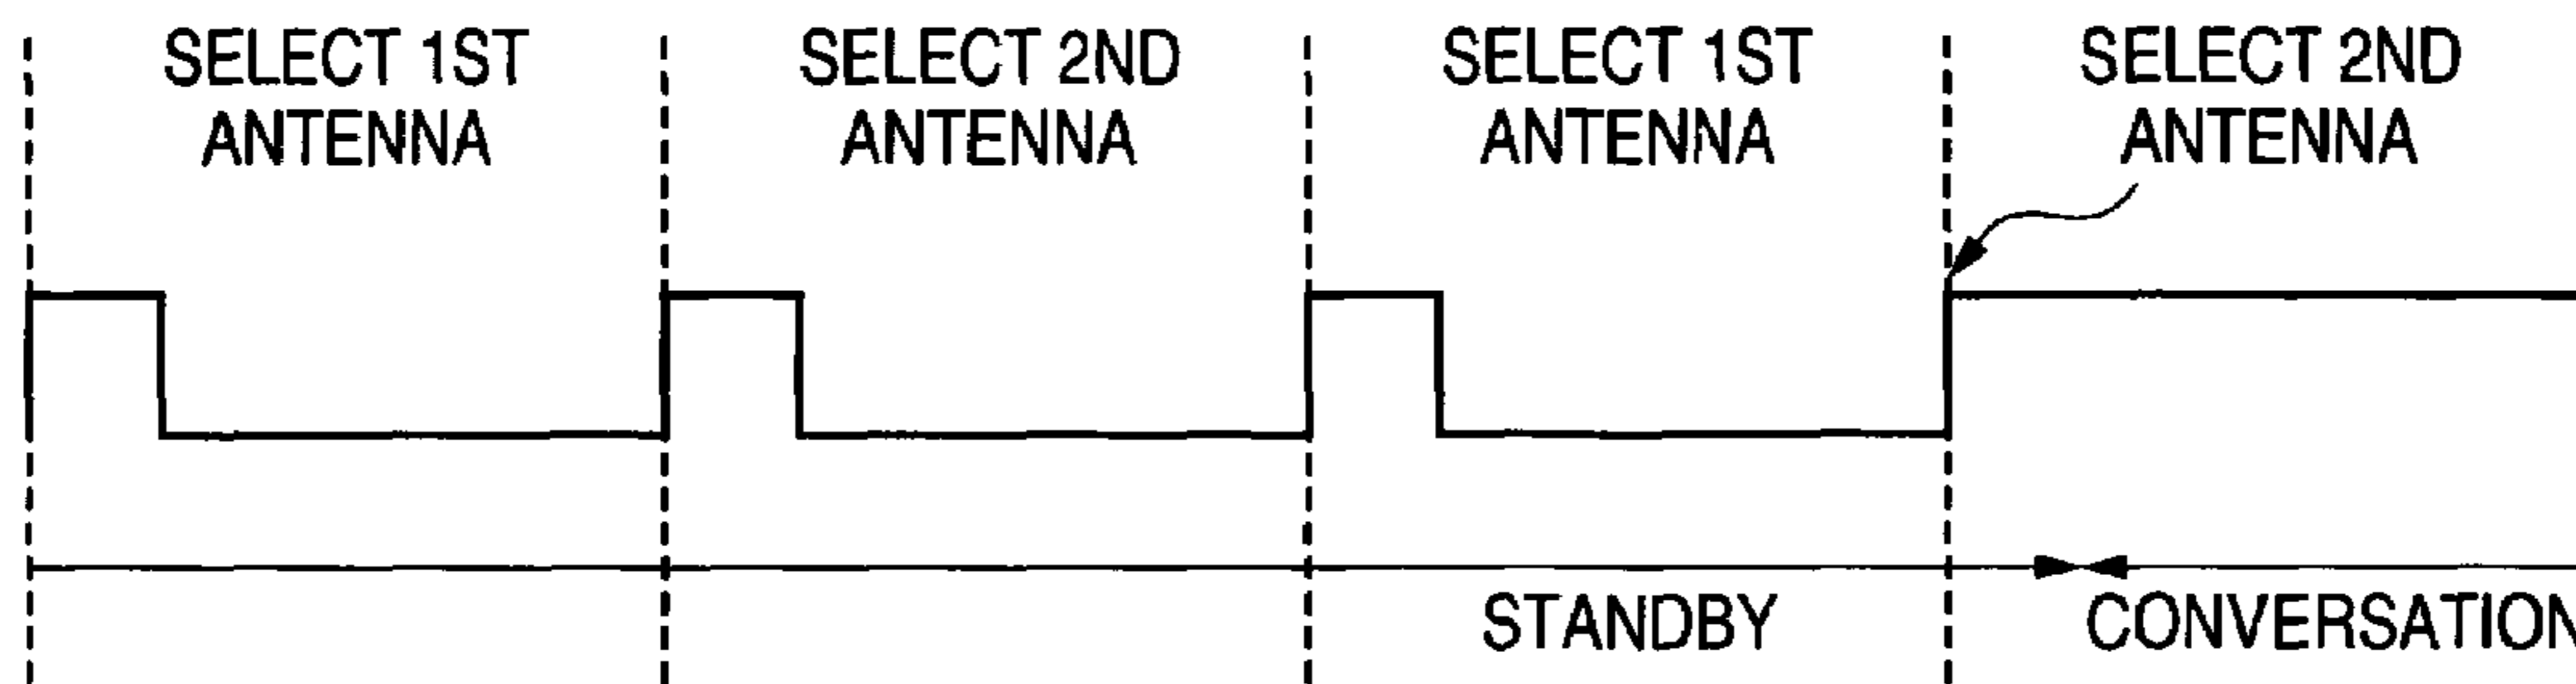 SELECT 1ST
ANTENNA
SELECT 2ND
ANTENNA
SELECT 1ST
ANTENNA
SELECT 2ND
ANTENNA
STANDBY
CONVERSATION